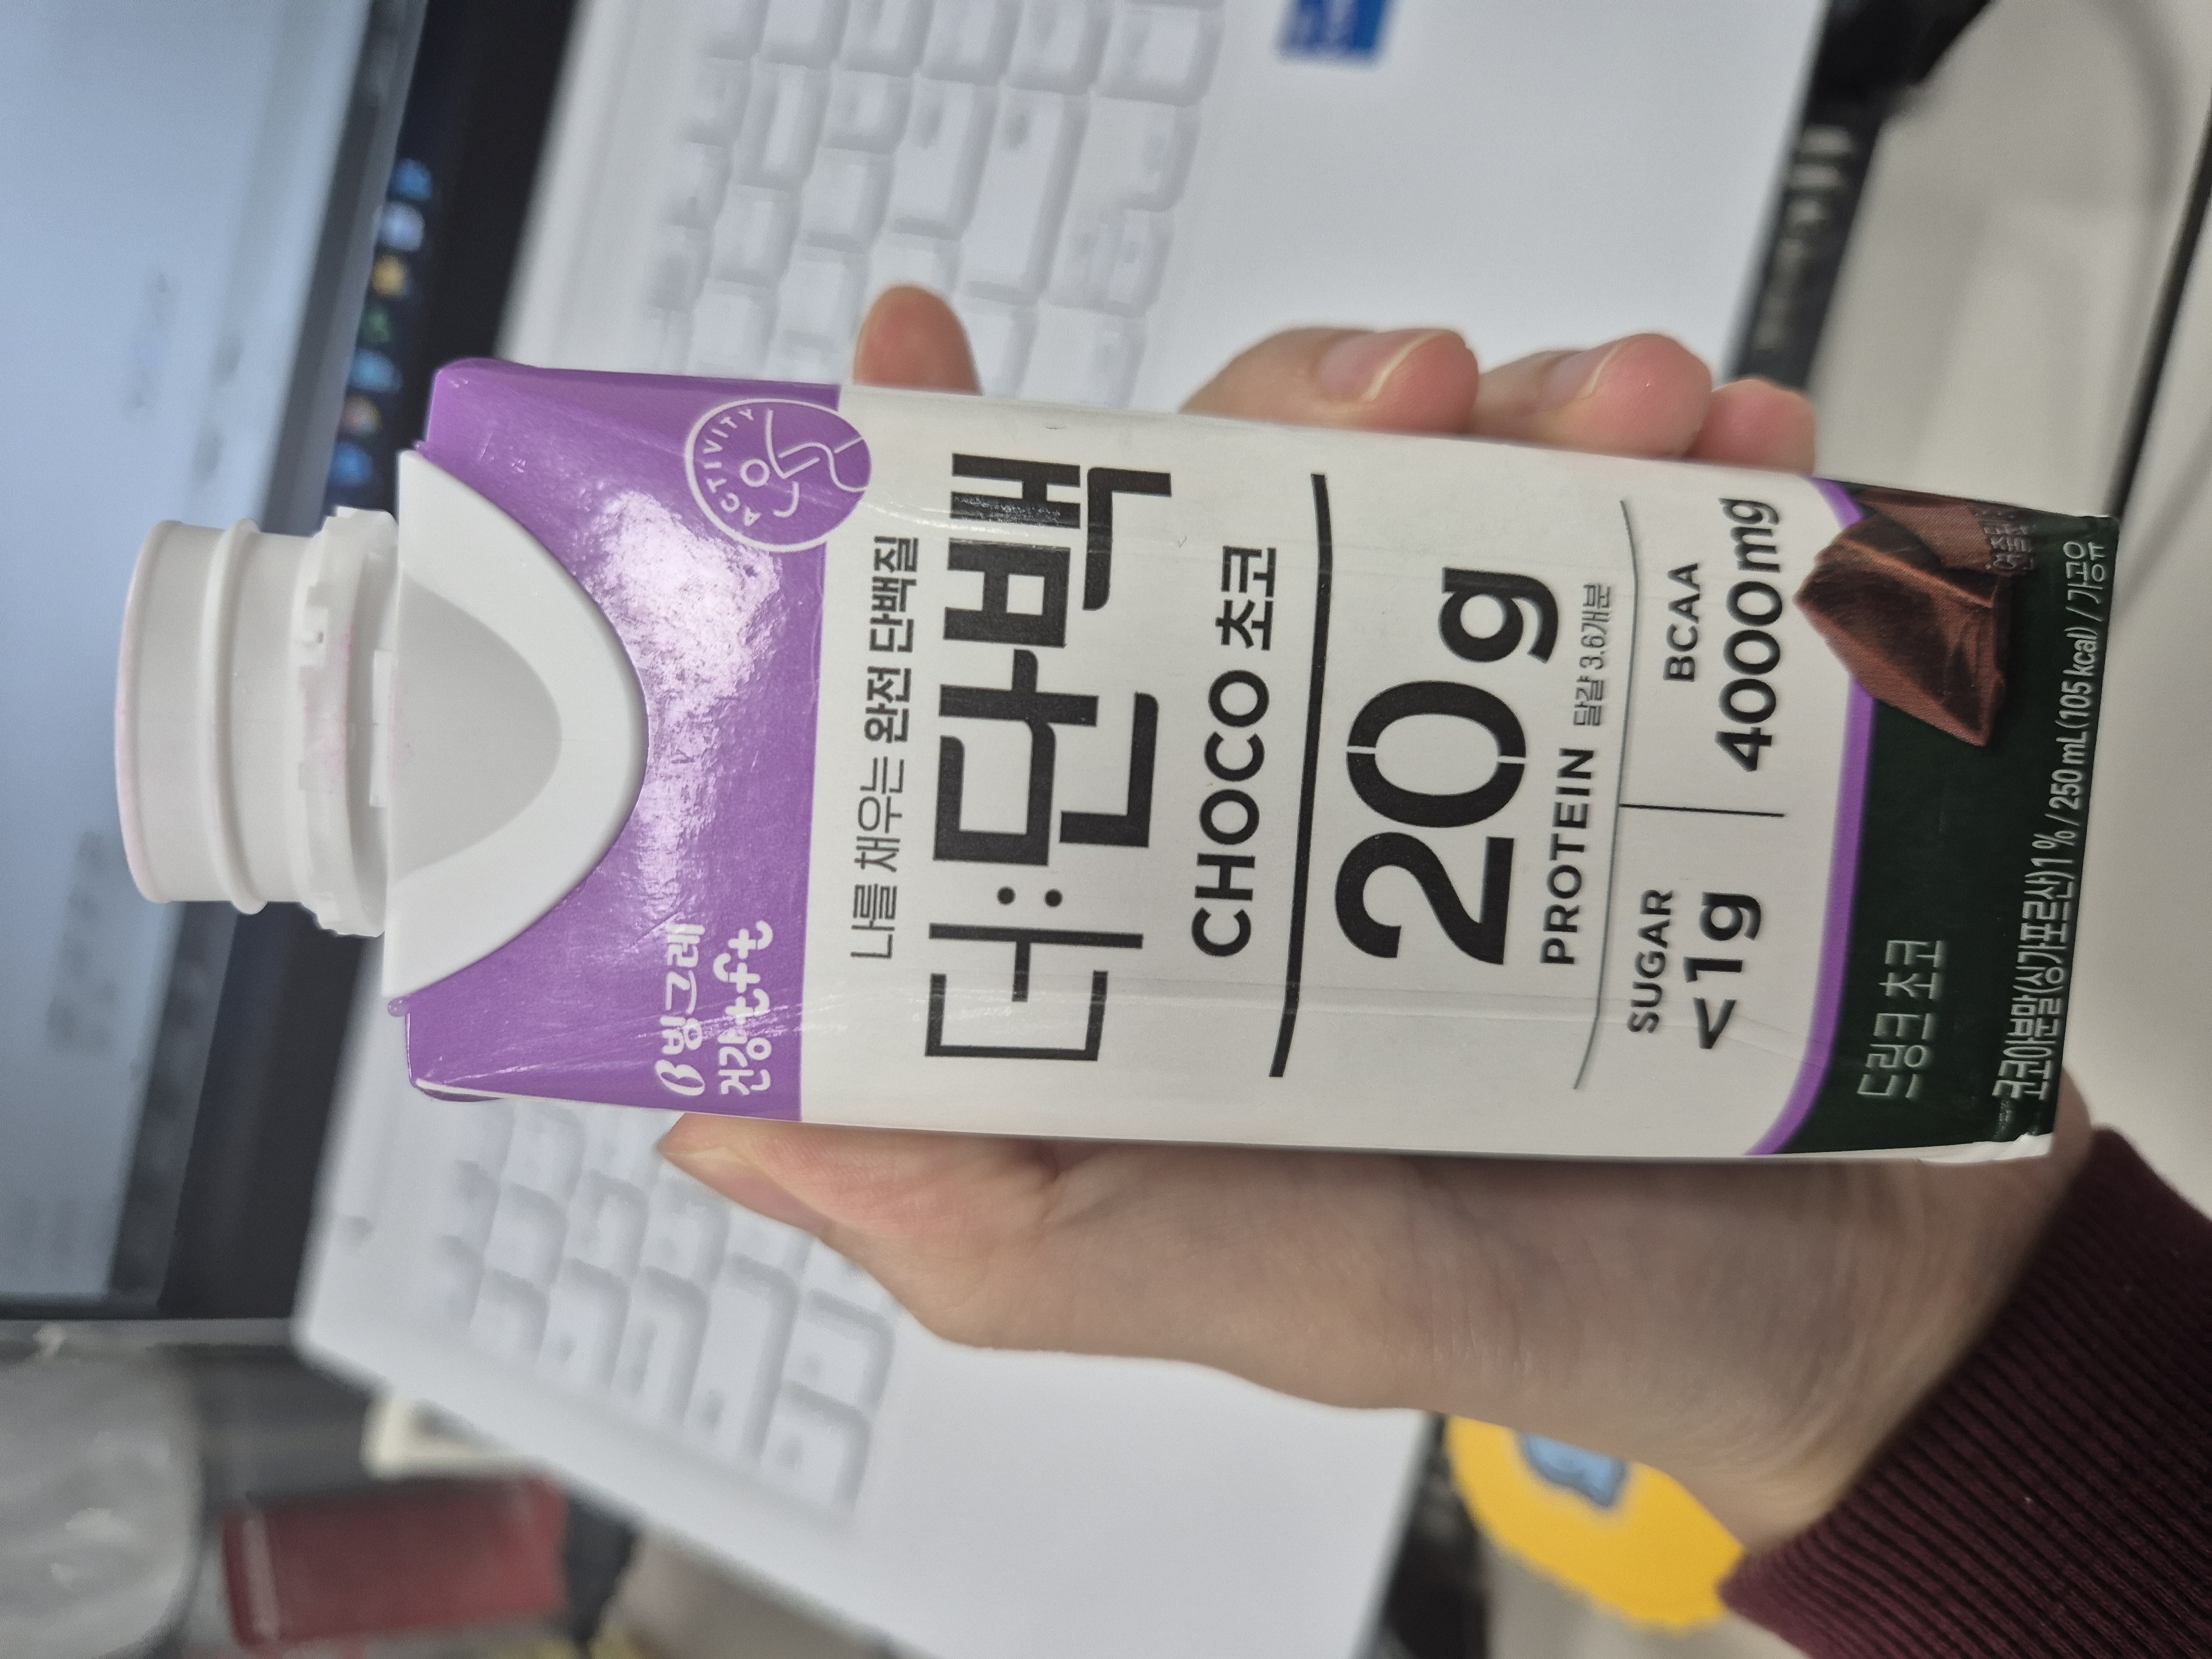 빙그레
건강tft
ACTIVITY
나를 채우는 완전 단백질
더:단백
CHOCO 초코
20g
PROTEIN 달걀 3.6개분
SUGAR
<1g
BCAA
4000mg
드링크 초코
코코아분말(싱가포르산)1 % / 250 mL(105 kcal) / 가공유